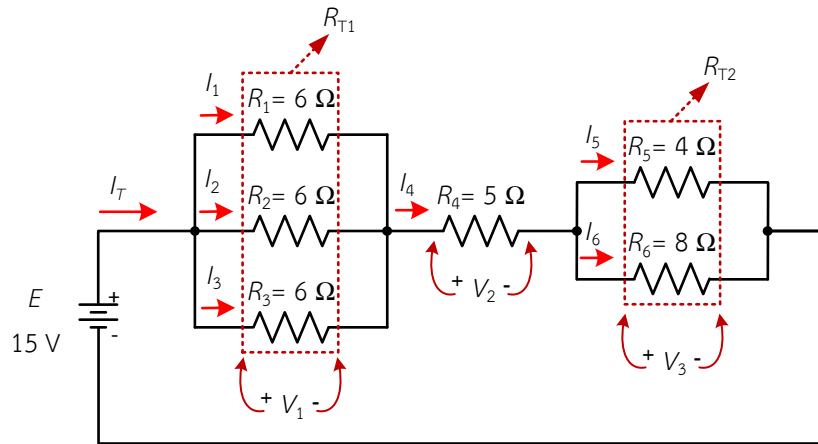 R_T1
I_1
R_1= 6 Ω
I_2
R_2= 6 Ω
I_3
R_3= 6 Ω
I_T
E
15 V
+
-
+ V_1 -
I_4
R_4= 5 Ω
+ V_2 -
R_T2
I_5
R_5= 4 Ω
I_6
R_6= 8 Ω
+ V_3 -